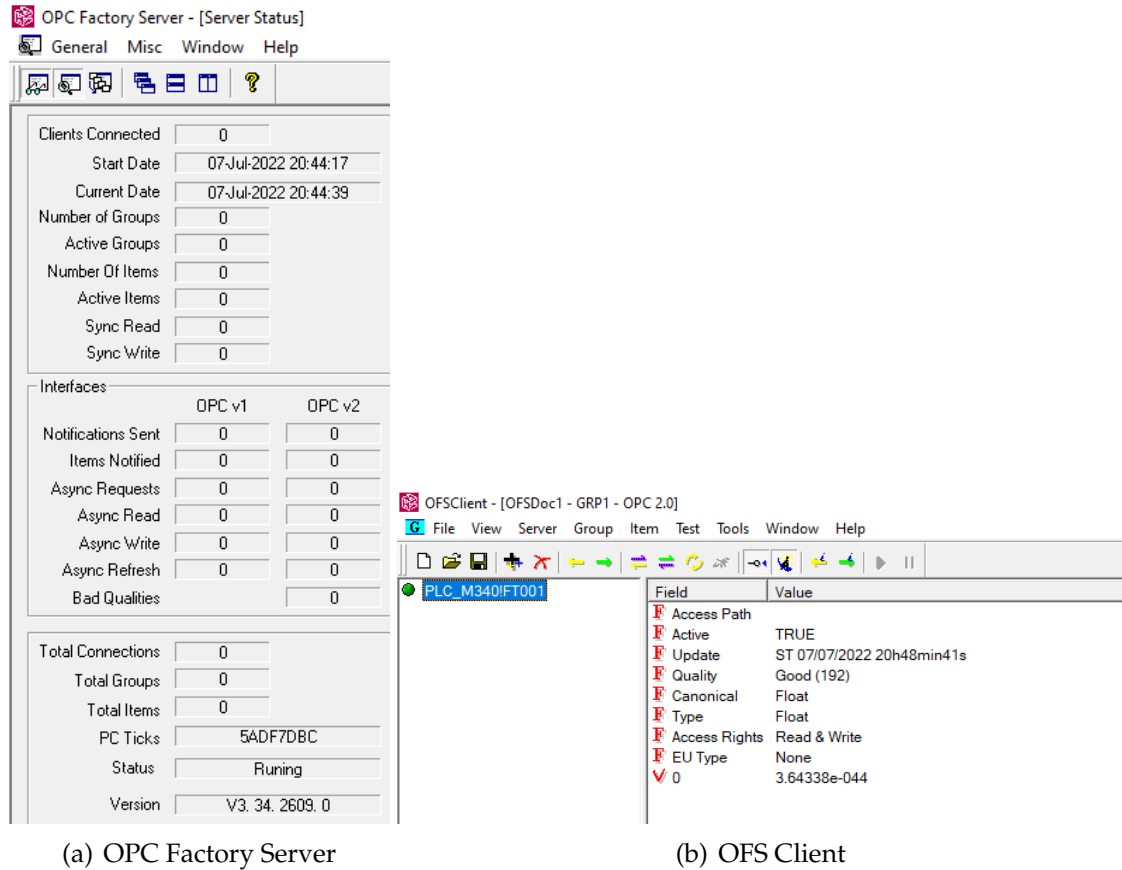 OPC Factory Server - [Server Status]
General Misc Window Help
Clients Connected 0
Start Date 07-Jul-2022 20:44:17
Current Date 07-Jul-2022 20:44:39
Number of Groups 0
Active Groups 0
Number Of Items 0
Active Items 0
Sync Read 0
Sync Write 0
Interfaces
OPC v1 OPC v2
Notifications Sent 0 0
Items Notified 0 0
Async Requests 0 0
Async Read 0 0
Async Write 0 0
Async Refresh 0 0
Bad Qualities 0
Total Connections 0
Total Groups 0
Total Items 0
PC Ticks 5ADF7DBC
Status Runing
Version V3. 34. 2609. 0
(a) OPC Factory Server
OFSClient - [OFSDoc1 - GRP1 - OPC 2.0]
G File View Server Group Item Test Tools Window Help
PLC_M340!FT001
Field Value
F Access Path
F Active TRUE
F Update ST 07/07/2022 20h48min41s
F Quality Good (192)
F Canonical Float
F Type Float
F Access Rights Read & Write
F EU Type None
V 0 3.64338e-044
(b) OFS Client